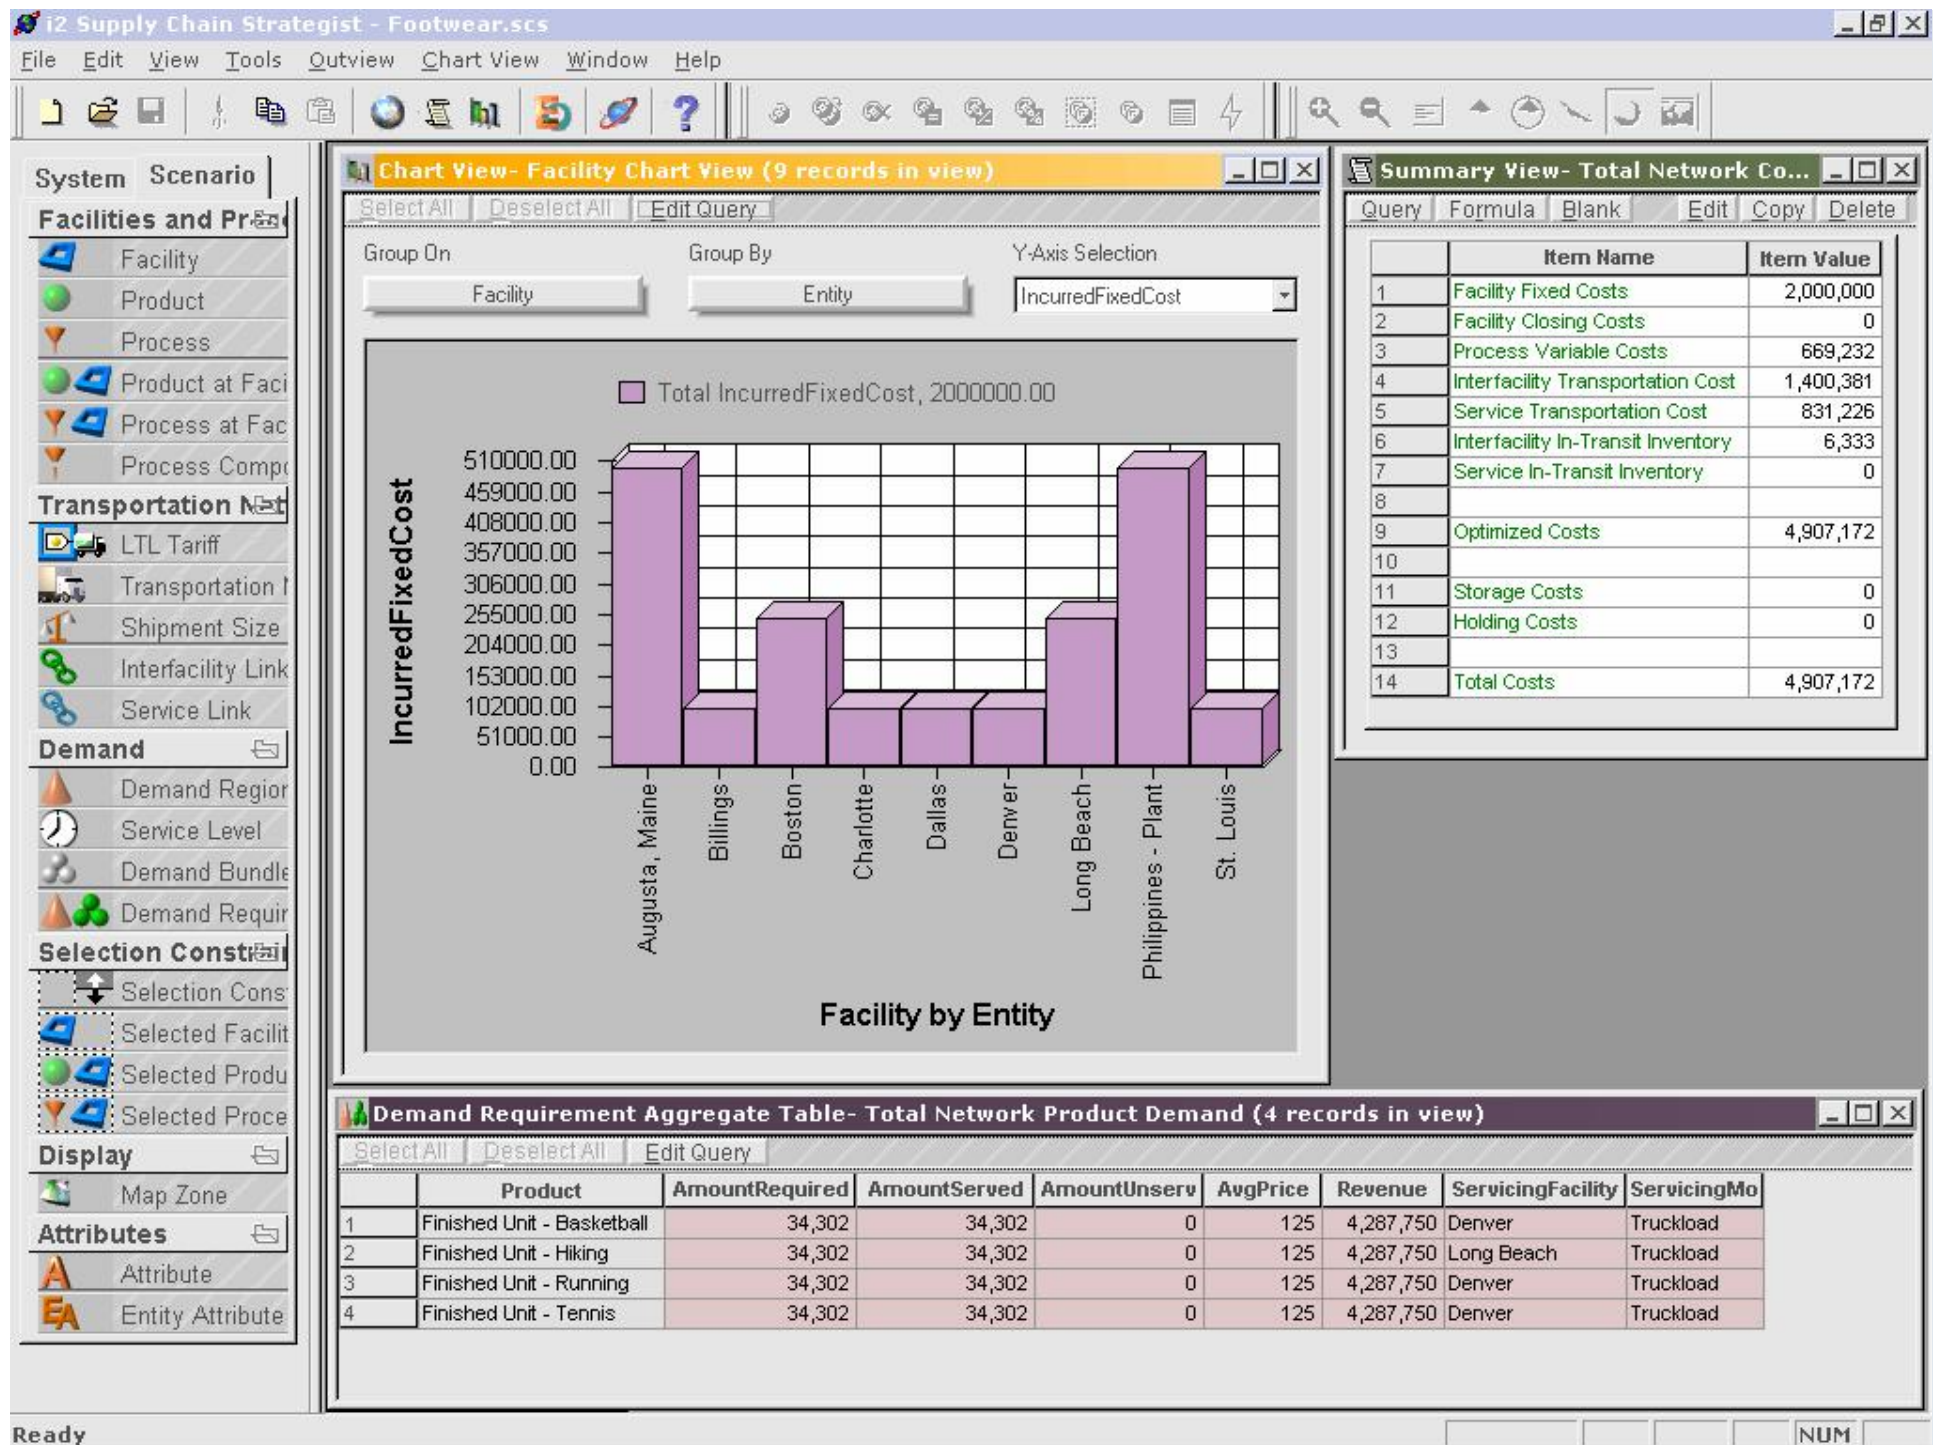 i2 Supply Chain Strategist - Footwear.scs
File Edit View Tools Outview Chart View Window Help
System Scenario
Facilities and Pr
Facility
Product
Process
Product at Faci
Process at Fac
Process Compo
Transportation Net
LTL Tariff
Transportation M
Shipment Size
Interfacility Link
Service Link
Demand
Demand Region
Service Level
Demand Bundle
Demand Requir
Selection Constrain
Selection Cons
Selected Facilit
Selected Produ
Selected Proce
Display
Map Zone
Attributes
Attribute
Entity Attribute
Chart View- Facility Chart View (9 records in view)
Select All Deselect All Edit Query
Group On Group By Y-Axis Selection
Facility Entity IncurredFixedCost
Total IncurredFixedCost, 2000000.00
IncurredFixedCost
510000.00
459000.00
408000.00
357000.00
306000.00
255000.00
204000.00
153000.00
102000.00
51000.00
0.00
Augusta, Maine
Billings
Boston
Charlotte
Dallas
Denver
Long Beach
Philippines - Plant
St. Louis
Facility by Entity
Summary View- Total Network Co...
Query Formula Blank Edit Copy Delete
Item Name Item Value
1 Facility Fixed Costs 2,000,000
2 Facility Closing Costs 0
3 Process Variable Costs 669,232
4 Interfacility Transportation Cost 1,400,381
5 Service Transportation Cost 831,226
6 Interfacility In-Transit Inventory 6,333
7 Service In-Transit Inventory 0
8
9 Optimized Costs 4,907,172
10
11 Storage Costs 0
12 Holding Costs 0
13
14 Total Costs 4,907,172
Demand Requirement Aggregate Table- Total Network Product Demand (4 records in view)
Select All Deselect All Edit Query
Product AmountRequired AmountServed AmountUnserv AvgPrice Revenue ServicingFacility ServicingMo
1 Finished Unit - Basketball 34,302 34,302 0 125 4,287,750 Denver Truckload
2 Finished Unit - Hiking 34,302 34,302 0 125 4,287,750 Long Beach Truckload
3 Finished Unit - Running 34,302 34,302 0 125 4,287,750 Denver Truckload
4 Finished Unit - Tennis 34,302 34,302 0 125 4,287,750 Denver Truckload
Ready NUM